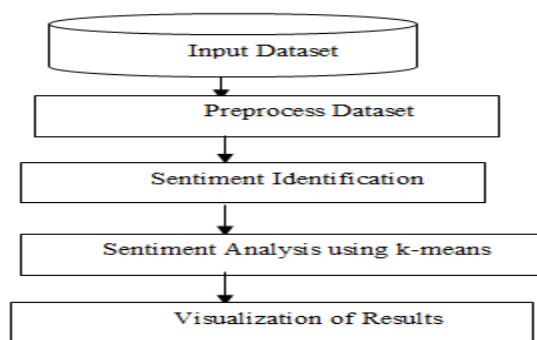 Input Dataset
Preprocess Dataset
Sentiment Identification
Sentiment Analysis using k-means
Visualization of Results